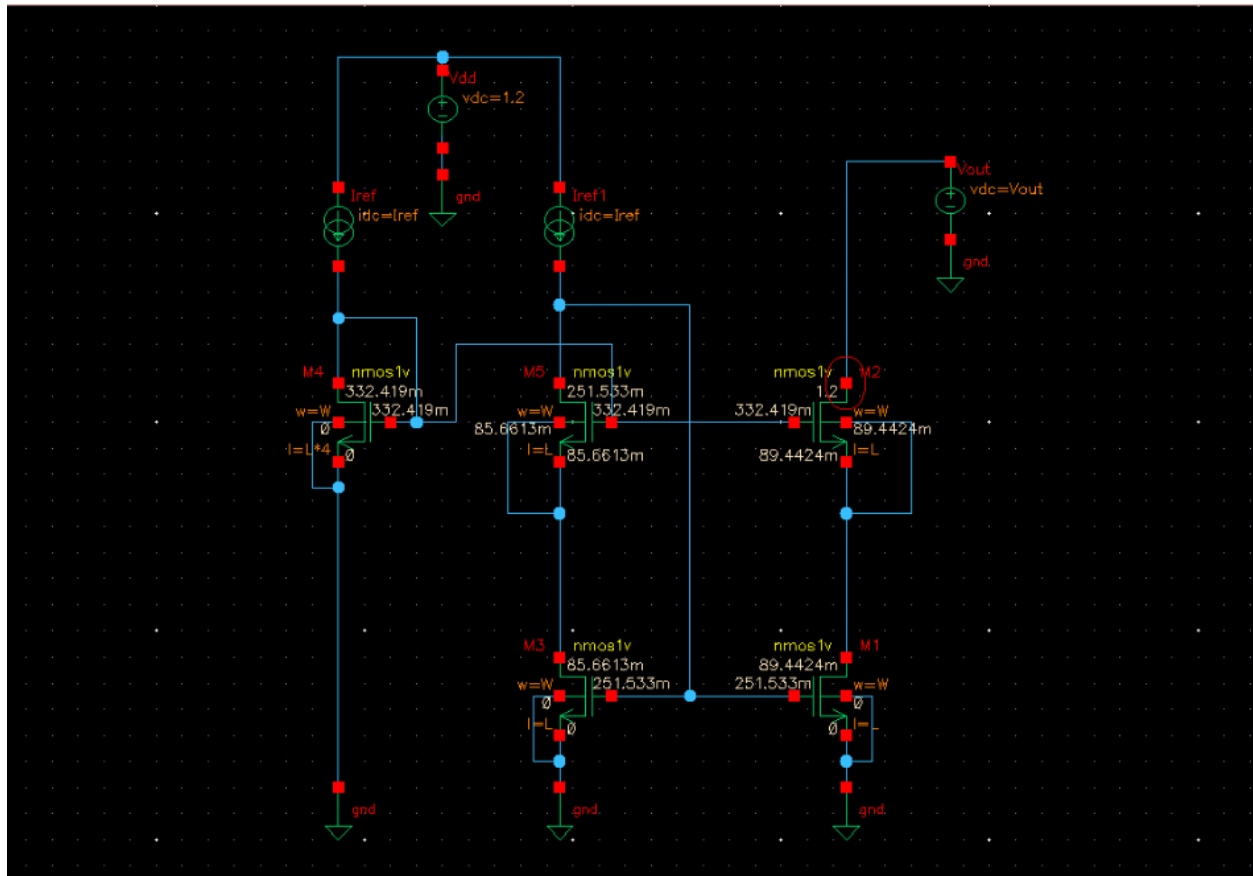 Vdd
vdc=1.2
gnd
Iref
idc=Iref
Iref1
idc=Iref
Vout
vdc=Vout
gnd
M4
nmos1v
332.419m
332.419m
w=W
0
l=L*4
0
M5
nmos1v
251.533m
332.419m
w=W
85.6613m
l=L
85.6613m
nmos1v
M2
1.2
332.419m
w=W
89.4424m
89.4424m
l=L
M3
nmos1v
85.6613m
251.533m
w=W
0
l=L
0
nmos1v
M1
89.4424m
251.533m
w=W
0
l=L
0
gnd
gnd
gnd